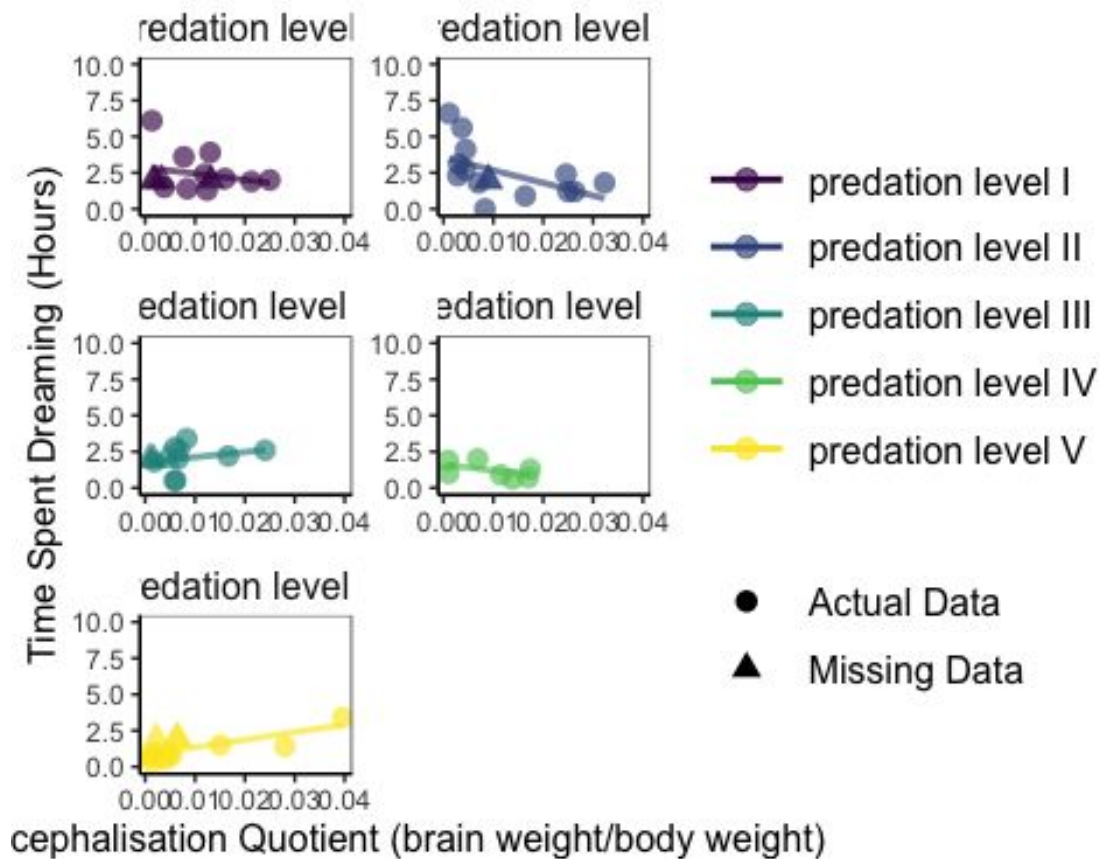 redation level
edation level
10.0
7.5
5.0
2.5
0.0
0.000.010.020.030.04
10.0
7.5
5.0
2.5
0.0
0.000.010.020.030.04
edation level
edation level
10.0
7.5
5.0
2.5
0.0
0.000.010.020.030.04
10.0
7.5
5.0
2.5
0.0
0.000.010.020.030.04
edation level
10.0
7.5
5.0
2.5
0.0
0.000.010.020.030.04
Time Spent Dreaming (Hours)
cephalisation Quotient (brain weight/body weight)
predation level I
predation level II
predation level III
predation level IV
predation level V
Actual Data
Missing Data